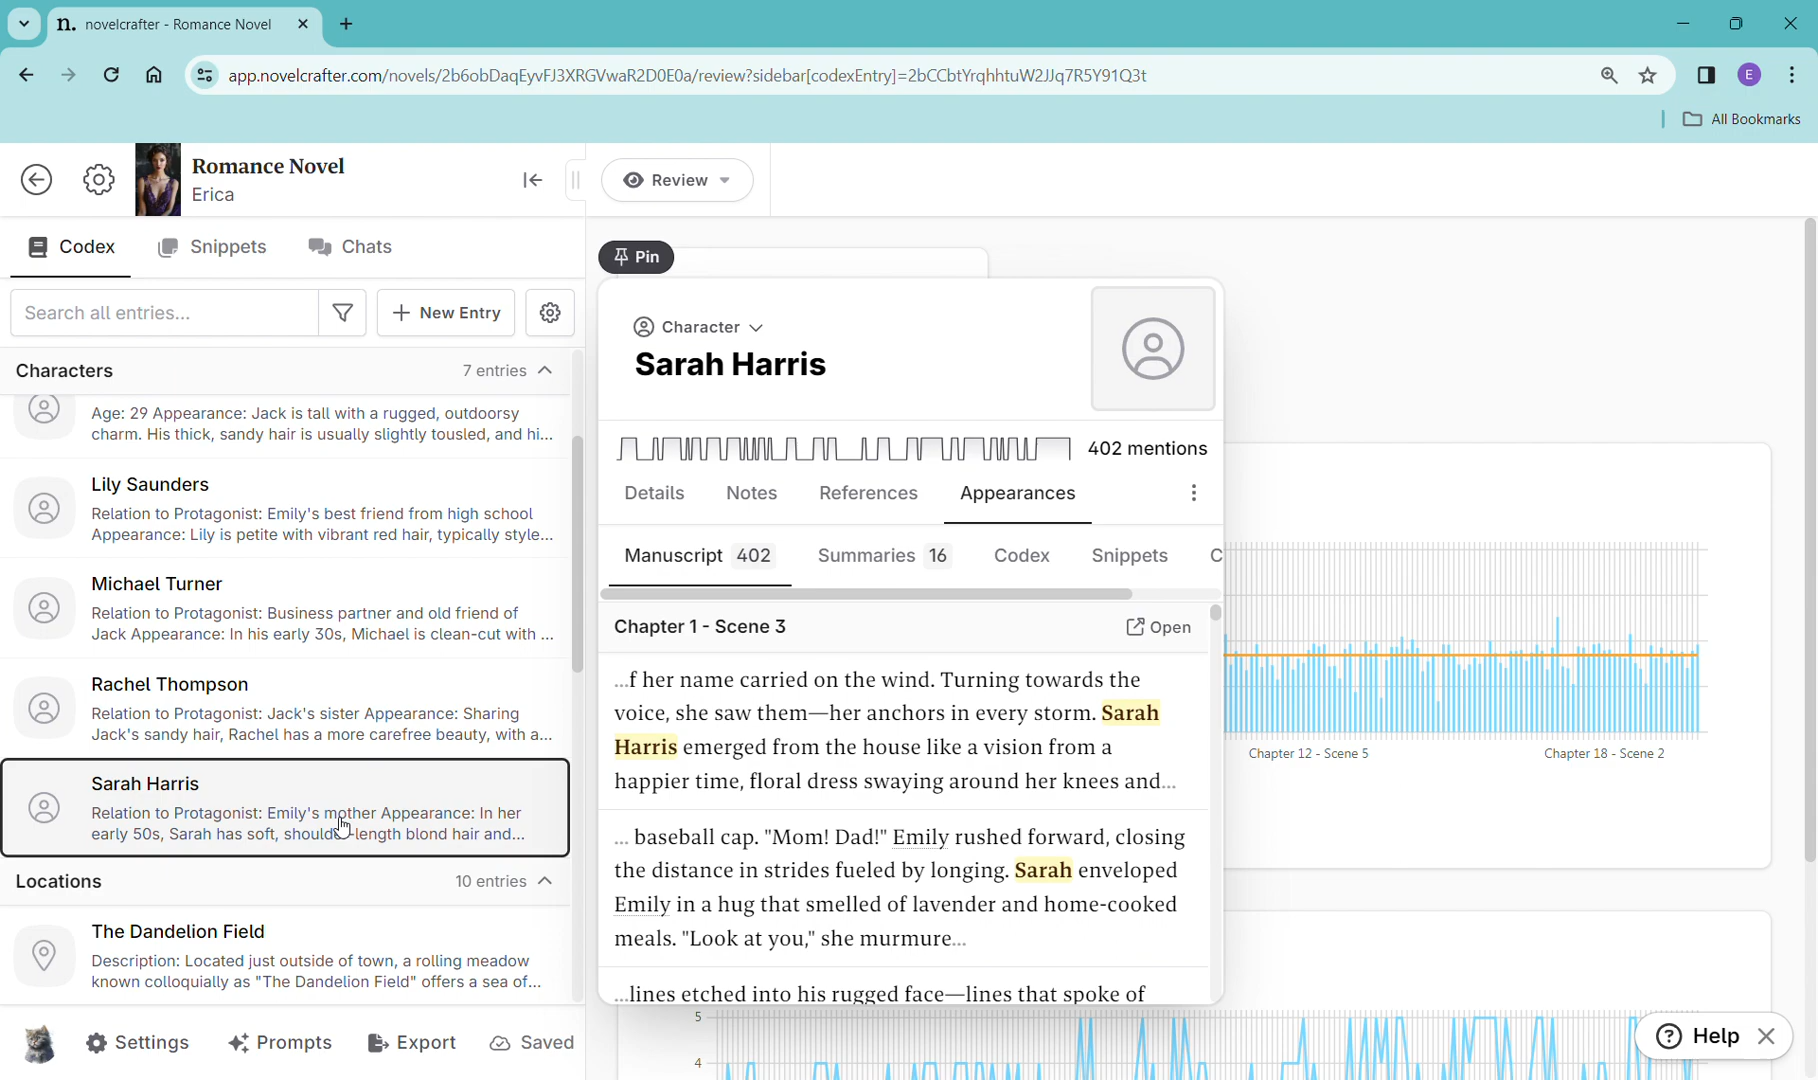 n. novelcrafter - Romance Novel
app.novelcrafter.com/novels/2b6obDaqEyvFJ3XRGVwaR2D0E0a/review?sidebar[codexEntry]=2bCCbtYrqhhtuW2JJq7R5Y91Q3t
E
All Bookmarks
Romance Novel
Erica
Review
Codex
Snippets
Chats
Search all entries...
New Entry
Characters
7 entries
Age: 29 Appearance: Jack is tall with a rugged, outdoorsy
charm. His thick, sandy hair is usually slightly tousled, and hi...
Lily Saunders
Relation to Protagonist: Emily's best friend from high school
Appearance: Lily is petite with vibrant red hair, typically style...
Michael Turner
Relation to Protagonist: Business partner and old friend of
Jack Appearance: In his early 30s, Michael is clean-cut with ...
Rachel Thompson
Relation to Protagonist: Jack's sister Appearance: Sharing
Jack's sandy hair, Rachel has a more carefree beauty, with a...
Sarah Harris
Relation to Protagonist: Emily's mother Appearance: In her
early 50s, Sarah has soft, shoulder-length blond hair and...
Locations
10 entries
The Dandelion Field
Description: Located just outside of town, a rolling meadow
known colloquially as "The Dandelion Field" offers a sea of...
Settings
Prompts
Export
Saved
Pin
Character
Sarah Harris
402 mentions
Details
Notes
References
Appearances
Manuscript 402
Summaries 16
Codex
Snippets
C
Chapter 1 - Scene 3
Open
...f her name carried on the wind. Turning towards the
voice, she saw them—her anchors in every storm. Sarah
Harris emerged from the house like a vision from a
happier time, floral dress swaying around her knees and...
... baseball cap. "Mom! Dad!" Emily rushed forward, closing
the distance in strides fueled by longing. Sarah enveloped
Emily in a hug that smelled of lavender and home-cooked
meals. "Look at you," she murmure...
...lines etched into his rugged face—lines that spoke of
Chapter 12 - Scene 5
Chapter 18 - Scene 2
5
4
Help